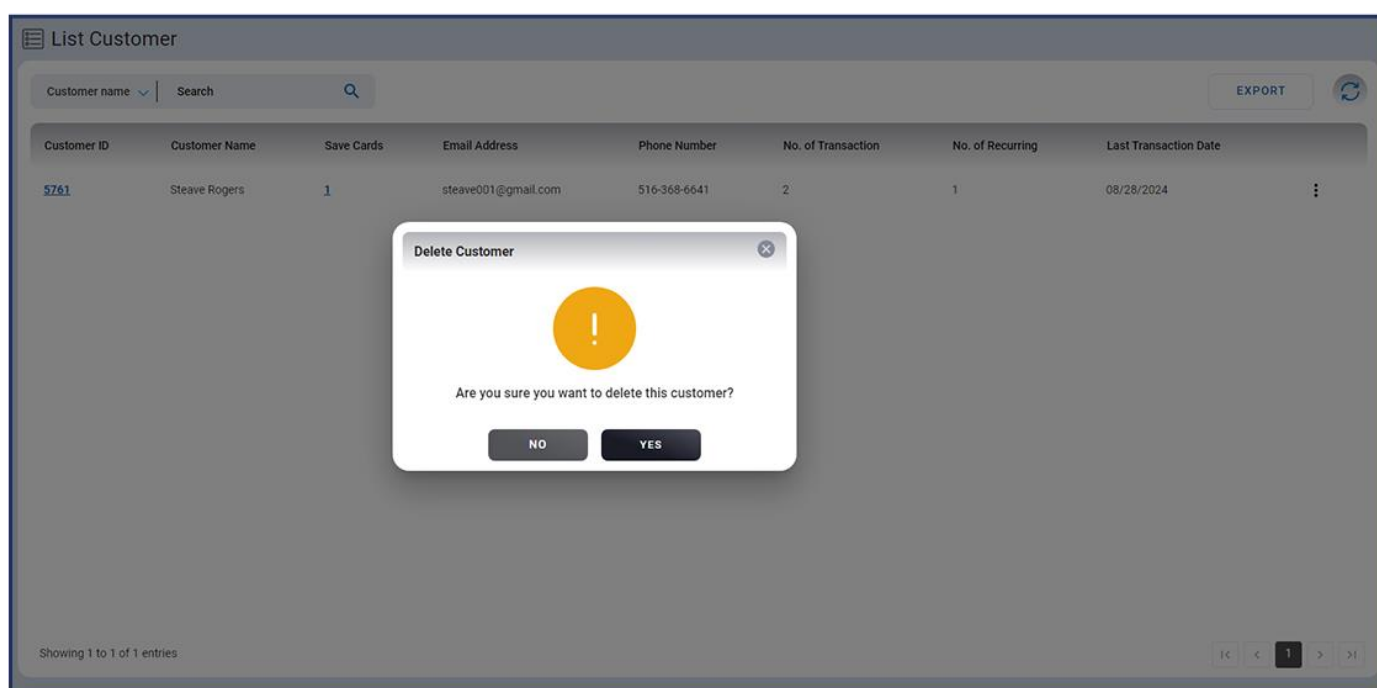 List Customer
Customer name Search EXPORT
Customer ID Customer Name Save Cards Email Address Phone Number No. of Transaction No. of Recurring Last Transaction Date
5761 Steave Rogers 1 steave001@gmail.com 516-368-6641 2 1 08/28/2024
Delete Customer
!
Are you sure you want to delete this customer?
NO YES
Showing 1 to 1 of 1 entries 1